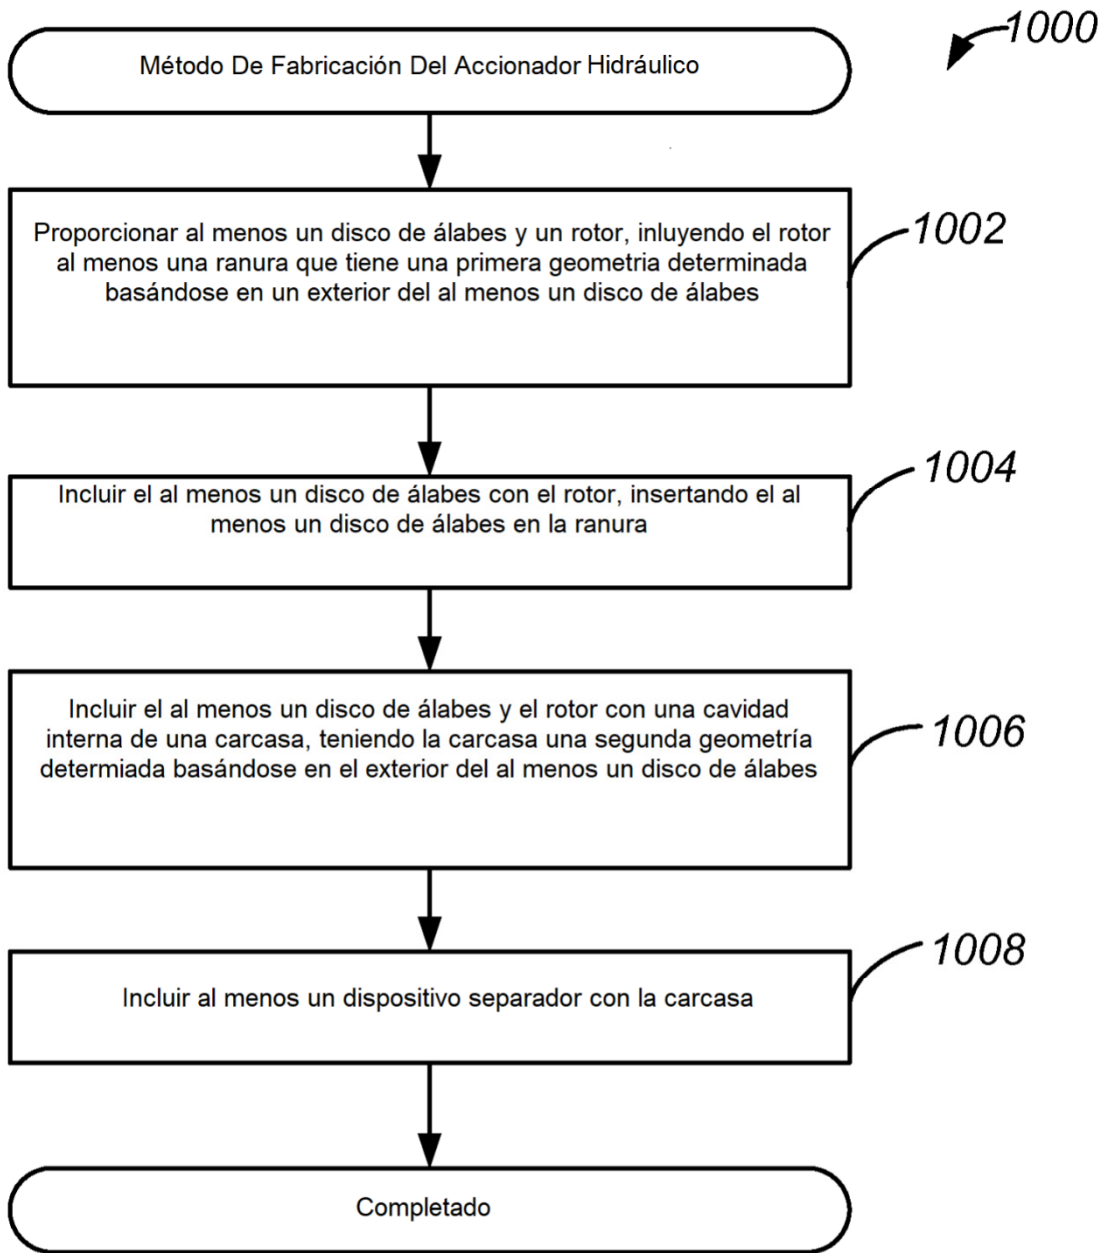 1000
Método De Fabricación Del Accionador Hidráulico
Proporcionar al menos un disco de álabes y un rotor, inluyendo el rotor
al menos una ranura que tiene una primera geometria determinada
basándose en un exterior del al menos un disco de álabes
1002
Incluir el al menos un disco de álabes con el rotor, insertando el al
menos un disco de álabes en la ranura
1004
Incluir el al menos un disco de álabes y el rotor con una cavidad
interna de una carcasa, teniendo la carcasa una segunda geometría
determiada basándose en el exterior del al menos un disco de álabes
1006
Incluir al menos un dispositivo separador con la carcasa
1008
Completado